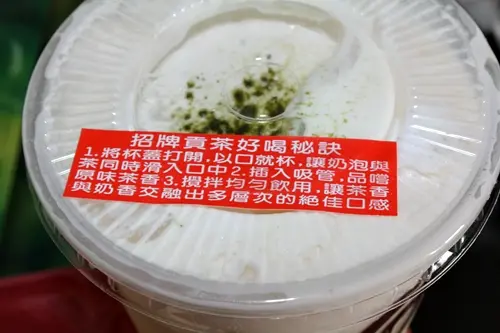 招牌貢茶好喝秘訣
1.將杯蓋打開,以口就杯,讓奶泡與
茶同時滑入口中2.插入吸管,品嚐
原味茶香3.攪拌均勻飲用,讓茶香
與奶香交融出多層次的絕佳口感